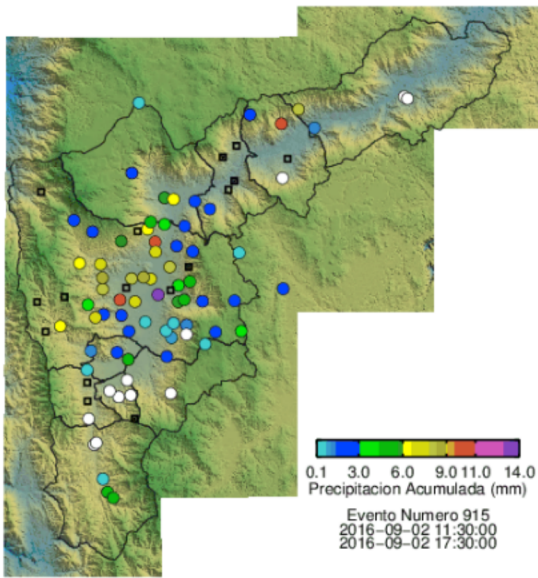 0.1 3.0 6.0 9.0 11.0 14.0
Precipitacion Acumulada (mm)
Evento Numero 915
2016-09-02 11:30:00
2016-09-02 17:30:00